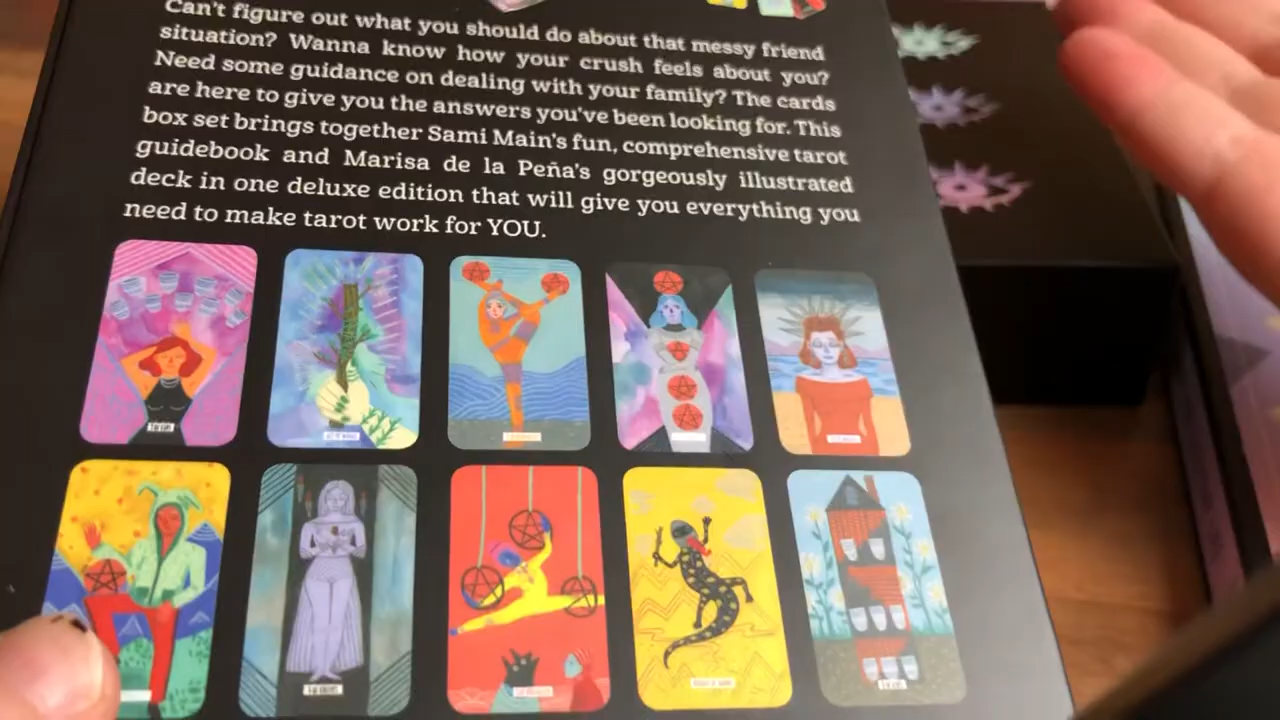 Can't figure out what you should do about that messy friend
situation? Wanna know how your crush feels about you?
Need some guidance on dealing with your family? The cards
are here to give you the answers you've been looking for. This
box set brings together Sami Main's fun, comprehensive tarot
guidebook and Marisa de la Peña's gorgeously illustrated
deck in one deluxe edition that will give you everything you
need to make tarot work for YOU.